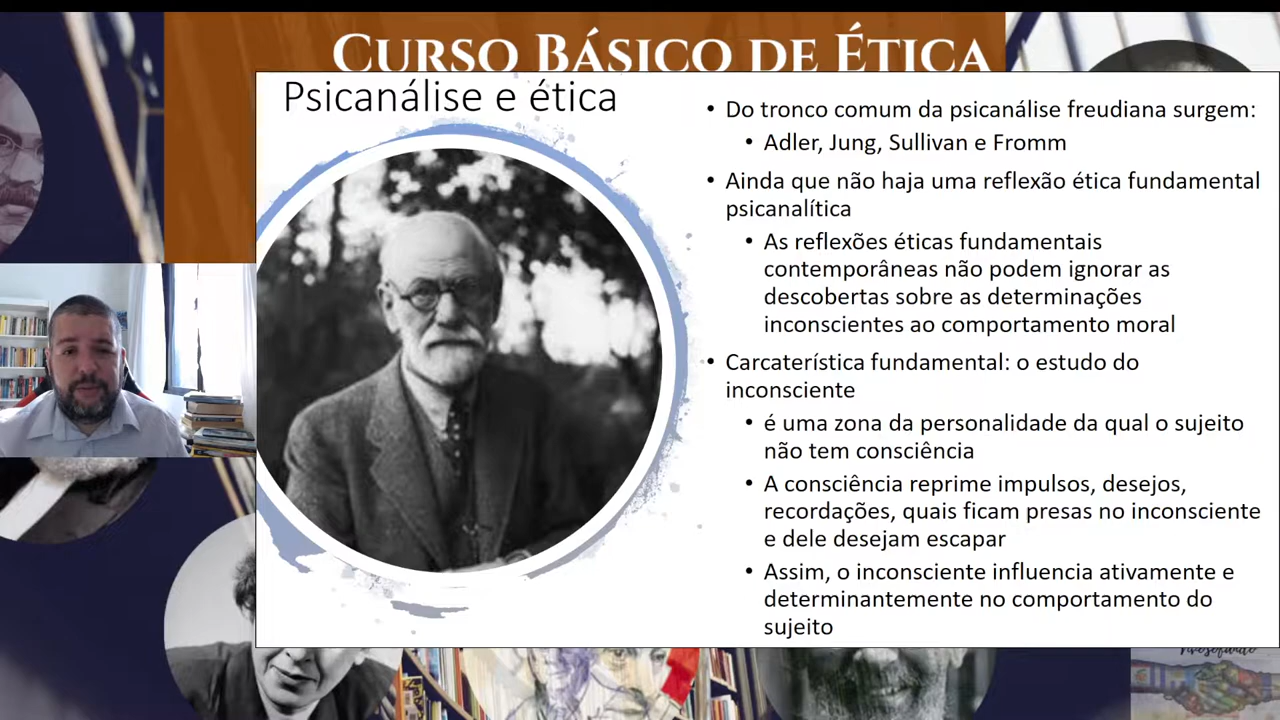 CURSO BÁSICO DE ÉTICA
Psicanálise e ética
• Do tronco comum da psicanálise freudiana surgem:
• Adler, Jung, Sullivan e Fromm
• Ainda que não haja uma reflexão ética fundamental
psicanalítica
• As reflexões éticas fundamentais
contemporâneas não podem ignorar as
descobertas sobre as determinações
inconscientes ao comportamento moral
• Carcaterística fundamental: o estudo do
inconsciente
• é uma zona da personalidade da qual o sujeito
não tem consciência
• A consciência reprime impulsos, desejos,
recordações, quais ficam presas no inconsciente
e dele desejam escapar
• Assim, o inconsciente influencia ativamente e
determinantemente no comportamento do
sujeito